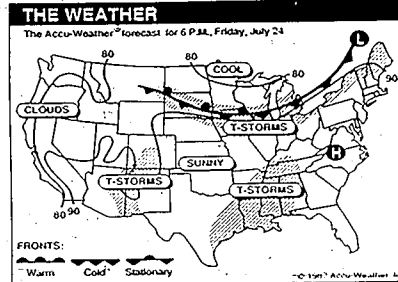 THE WEATHER
The Accu-Weather® forecast for 6 P.M., Friday, July 24
80
80
COOL
80
L
90
CLOUDS
T-STORMS
SUNNY
H
T-STORMS
T-STORMS
80 90
FRONTS:
Warm Cold Stationary
© 1987 Accu-Weather